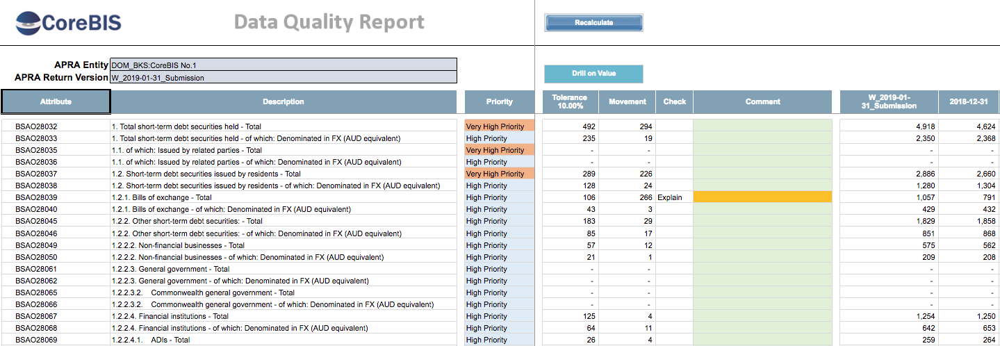 CoreBIS Data Quality Report Recalculate
APRA Entity DOM_BKS:CoreBIS No.1
APRA Return Version W_2019-01-31_Submission
Drill on Value
Attribute Description Priority Tolerance 10.00% Movement Check Comment W_2019-01-31_Submission 2018-12-31
BSAO28032 1. Total short-term debt securities held - Total Very High Priority 492 294 4,918 4,624
BSAO28033 1. Total short-term debt securities held - of which: Denominated in FX (AUD equivalent) High Priority 235 19 2,350 2,368
BSAO28035 1.1. of which: Issued by related parties - Total Very High Priority - - - -
BSAO28036 1.1. of which: Issued by related parties - of which: Denominated in FX (AUD equivalent) High Priority - - - -
BSAO28037 1.2. Short-term debt securities issued by residents - Total Very High Priority 289 226 2,886 2,660
BSAO28038 1.2. Short-term debt securities issued by residents - of which: Denominated in FX (AUD equivalent) High Priority 128 24 1,280 1,304
BSAO28039 1.2.1. Bills of exchange - Total High Priority 106 266 Explain 1,057 791
BSAO28040 1.2.1. Bills of exchange - of which: Denominated in FX (AUD equivalent) High Priority 43 3 429 432
BSAO28045 1.2.2. Other short-term debt securities: - Total High Priority 183 29 1,829 1,858
BSAO28046 1.2.2. Other short-term debt securities: - of which: Denominated in FX (AUD equivalent) High Priority 85 17 851 868
BSAO28049 1.2.2.2. Non-financial businesses - Total High Priority 57 12 575 562
BSAO28050 1.2.2.2. Non-financial businesses - of which: Denominated in FX (AUD equivalent) High Priority 21 1 209 208
BSAO28061 1.2.2.3. General government - Total High Priority - - - -
BSAO28062 1.2.2.3. General government - of which: Denominated in FX (AUD equivalent) High Priority - - - -
BSAO28065 1.2.2.3.2. Commonwealth general government - Total High Priority - - - -
BSAO28066 1.2.2.3.2. Commonwealth general government - of which: Denominated in FX (AUD equivalent) High Priority - - - -
BSAO28067 1.2.2.4. Financial institutions - Total High Priority 125 4 1,254 1,250
BSAO28068 1.2.2.4. Financial institutions - of which: Denominated in FX (AUD equivalent) High Priority 64 11 642 653
BSAO28069 1.2.2.4.1. ADIs - Total High Priority 26 4 259 264